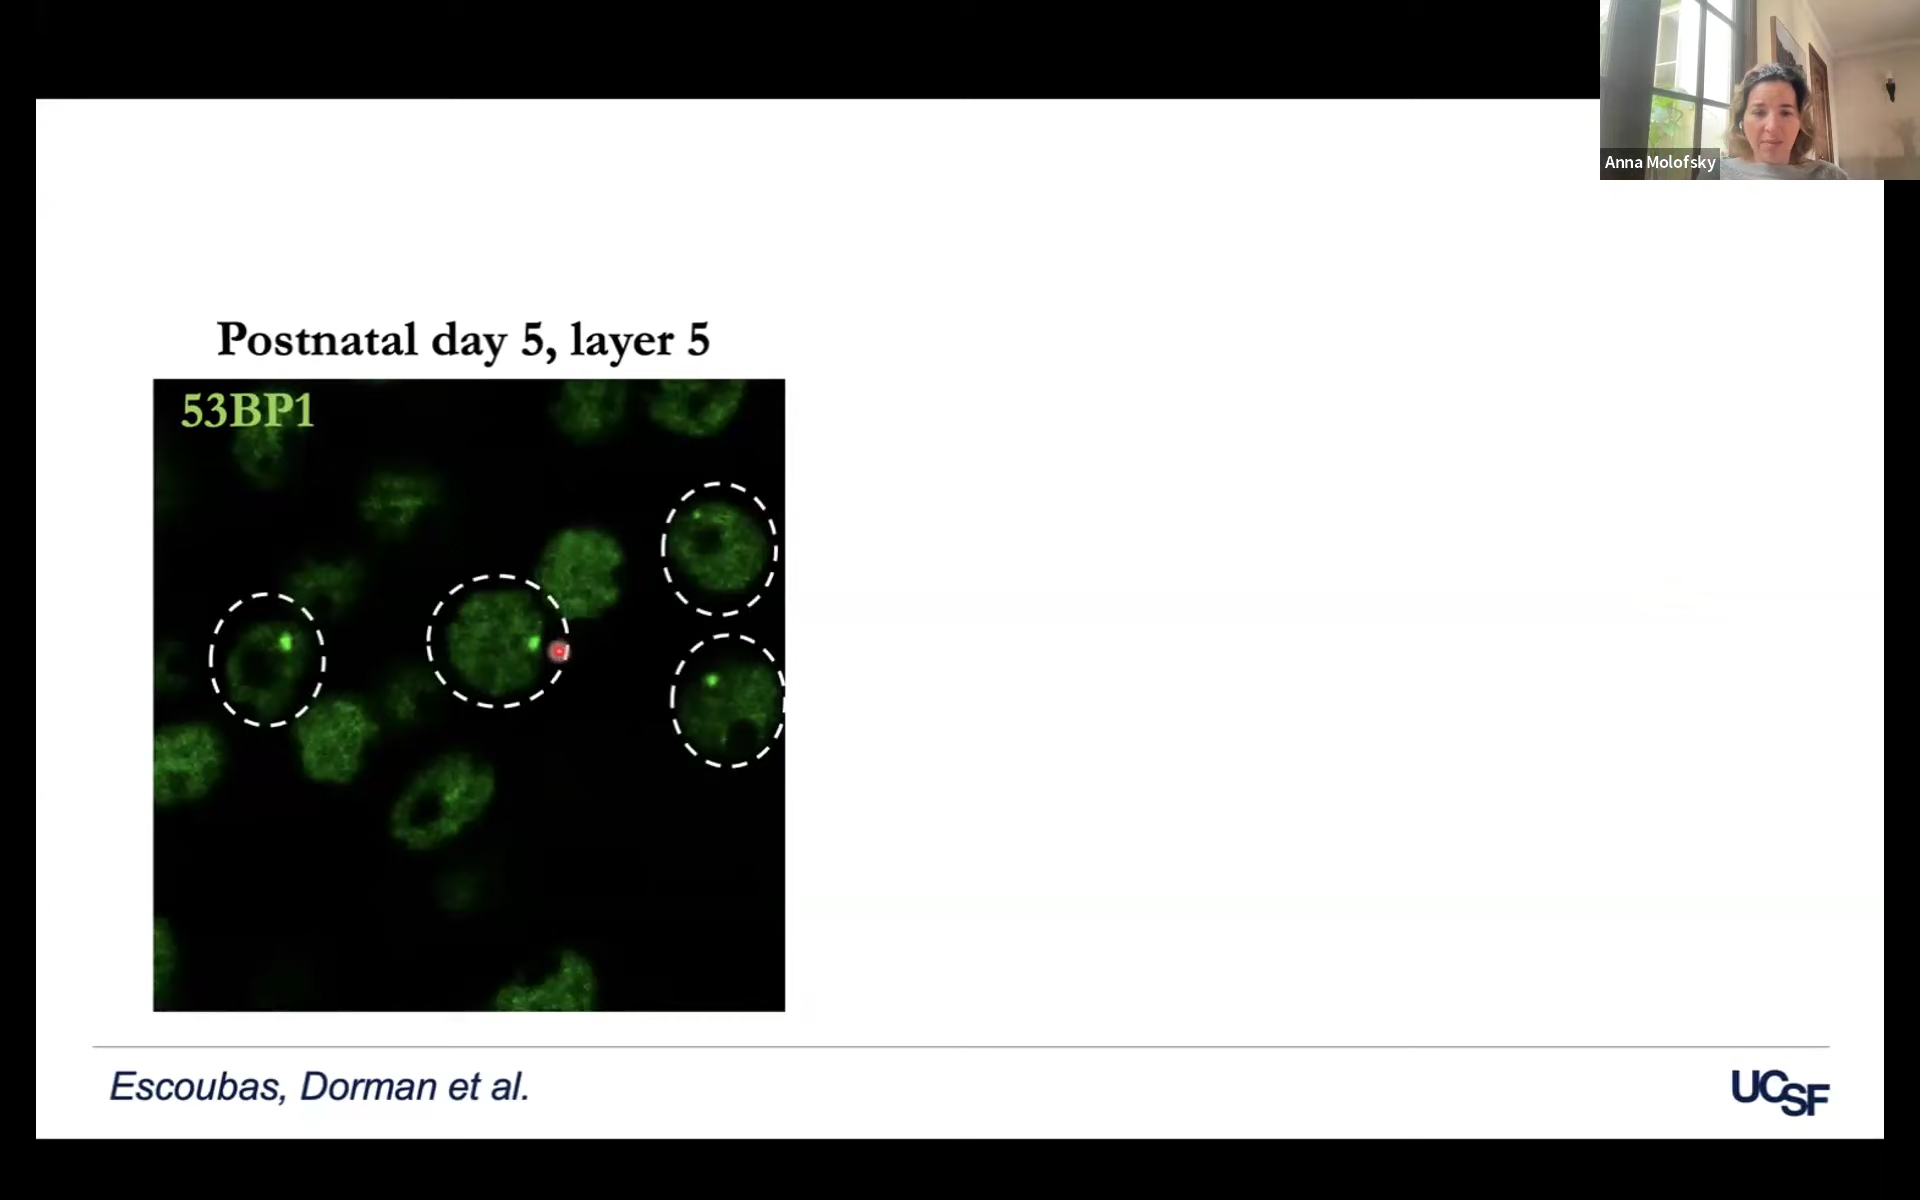 Anna Molofsky
Postnatal day 5, layer 5
53BP1
Escoubas, Dorman et al.
UCSF